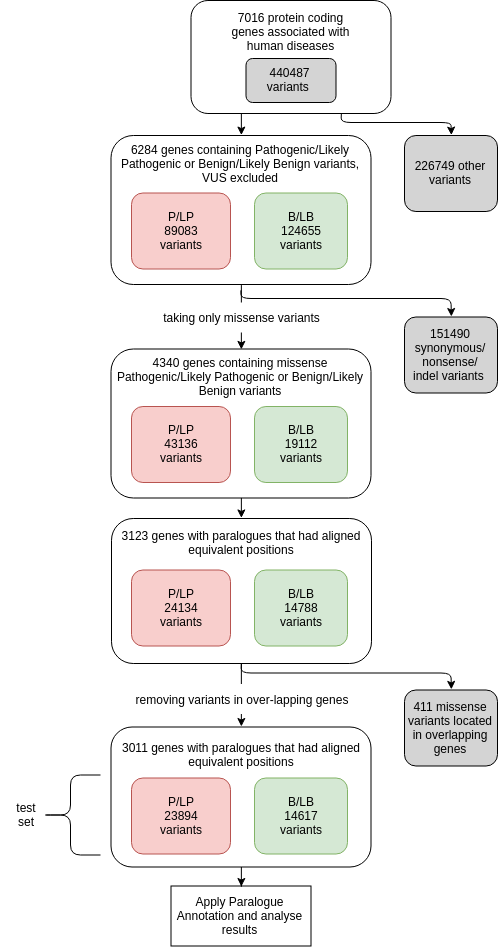 7016 protein coding
genes associated with
human diseases
440487
variants
6284 genes containing Pathogenic/Likely
Pathogenic or Benign/Likely Benign variants,
VUS excluded
P/LP
89083
variants
B/LB
124655
variants
226749 other
variants
taking only missense variants
151490
synonymous/
nonsense/
indel variants
4340 genes containing missense
Pathogenic/Likely Pathogenic or Benign/Likely
Benign variants
P/LP
43136
variants
B/LB
19112
variants
3123 genes with paralogues that had aligned
equivalent positions
P/LP
24134
variants
B/LB
14788
variants
removing variants in over-lapping genes
411 missense
variants located
in overlapping
genes
3011 genes with paralogues that had aligned
equivalent positions
P/LP
23894
variants
B/LB
14617
variants
test
set
Apply Paralogue
Annotation and analyse
results